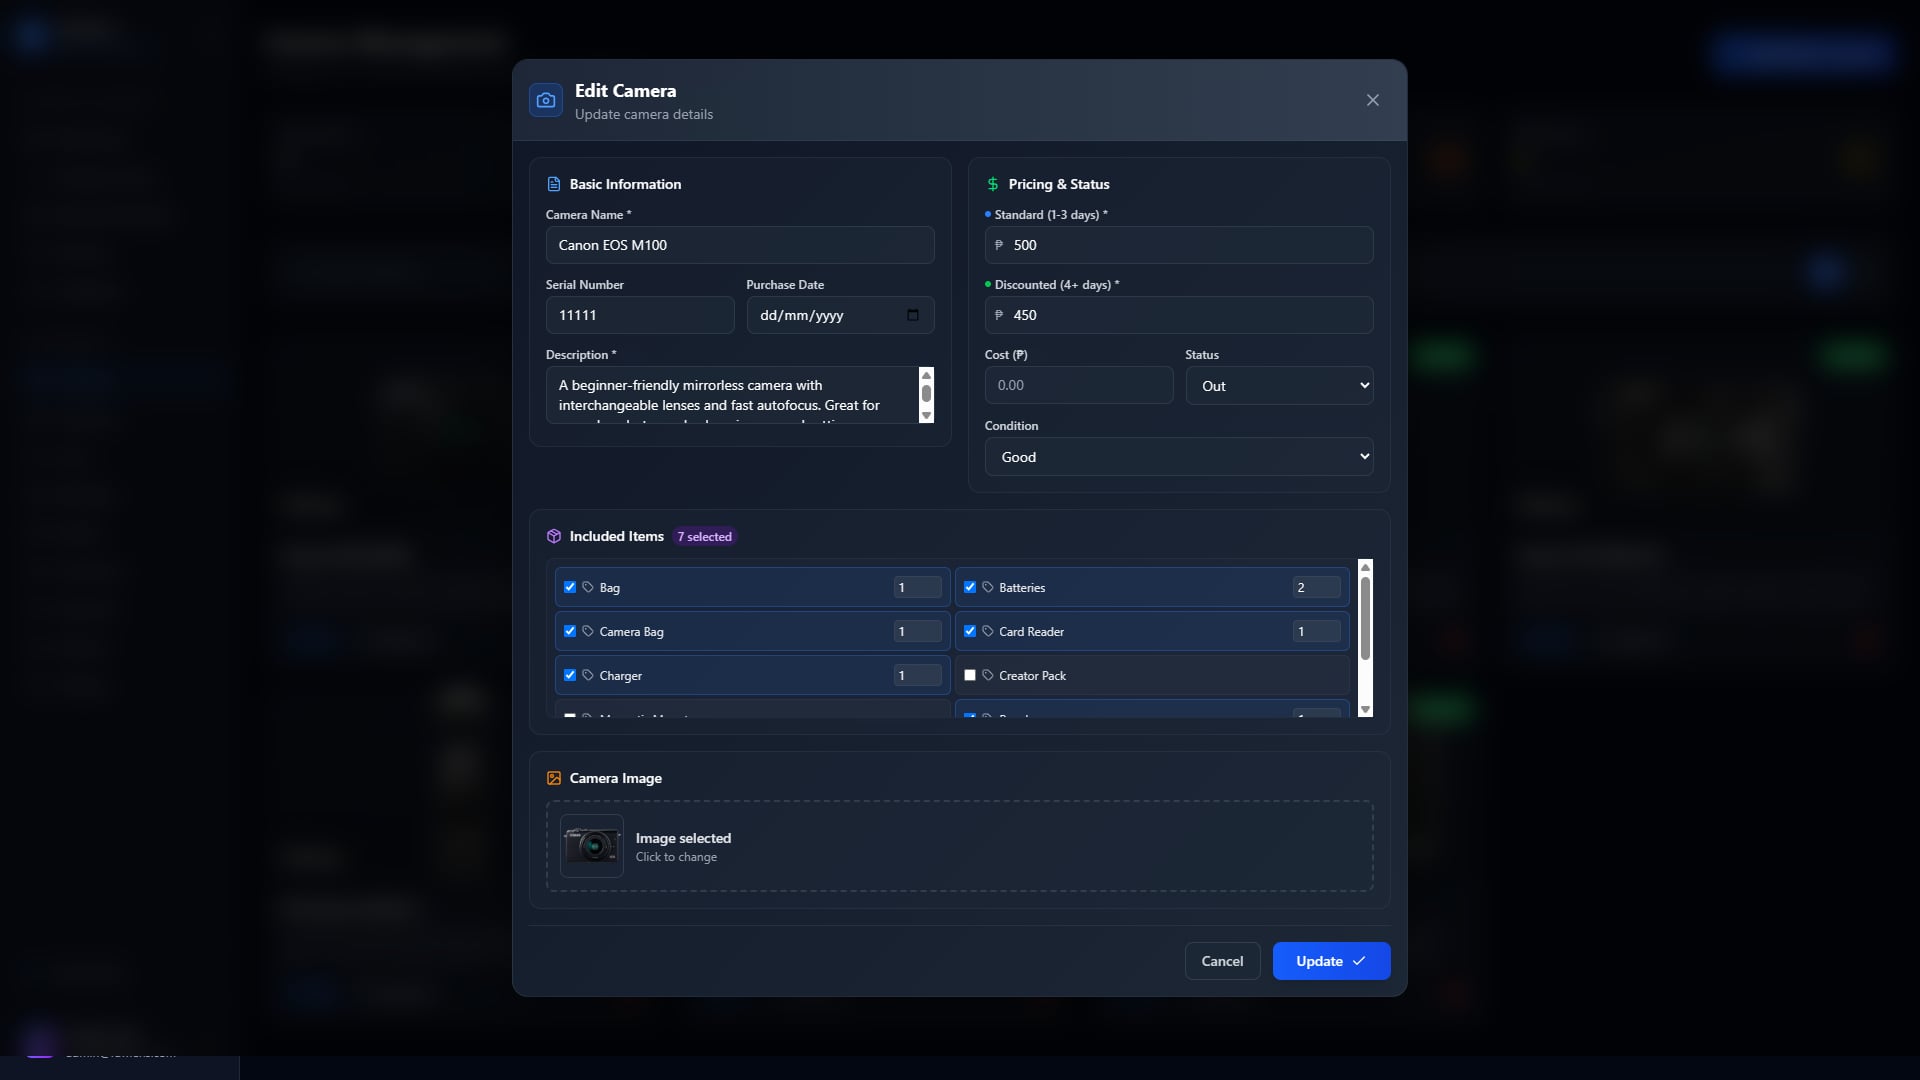 Edit Camera
Update camera details
Basic Information
Camera Name *
Canon EOS M100
Serial Number
Purchase Date
11111
dd/mm/yyyy
Description *
A beginner-friendly mirrorless camera with
interchangeable lenses and fast autofocus. Great for
Pricing & Status
Standard (1-3 days) *
₱ 500
Discounted (4+ days) *
₱ 450
Cost (₱)
Status
0.00
Out
Condition
Good
Included Items
7 selected
Bag
1
Batteries
2
Camera Bag
1
Card Reader
1
Charger
1
Creator Pack
Camera Image
Image selected
Click to change
Cancel
Update